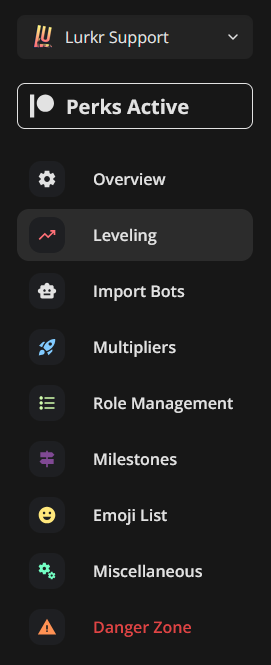 Lurkr Support
Perks Active
Overview
Leveling
Import Bots
Multipliers
Role Management
Milestones
Emoji List
Miscellaneous
Danger Zone